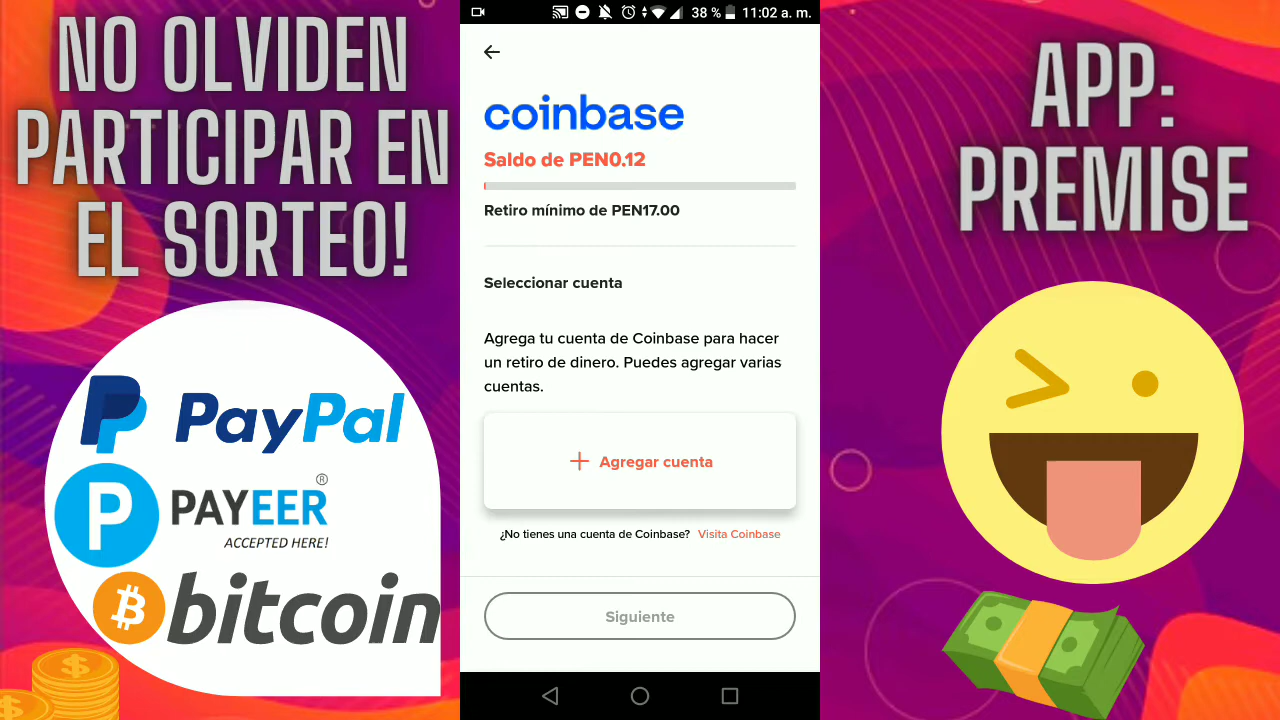 NO OLVIDEN
PARTICIPAR EN
EL SORTEO!
PayPal
P PAYEER®
ACCEPTED HERE!
bitcoin
38 % 11:02 a. m.
coinbase
Saldo de PEN0.12
Retiro mínimo de PEN17.00
Seleccionar cuenta
Agrega tu cuenta de Coinbase para hacer
un retiro de dinero. Puedes agregar varias
cuentas.
+ Agregar cuenta
¿No tienes una cuenta de Coinbase? Visita Coinbase
Siguiente
APP:
PREMISE